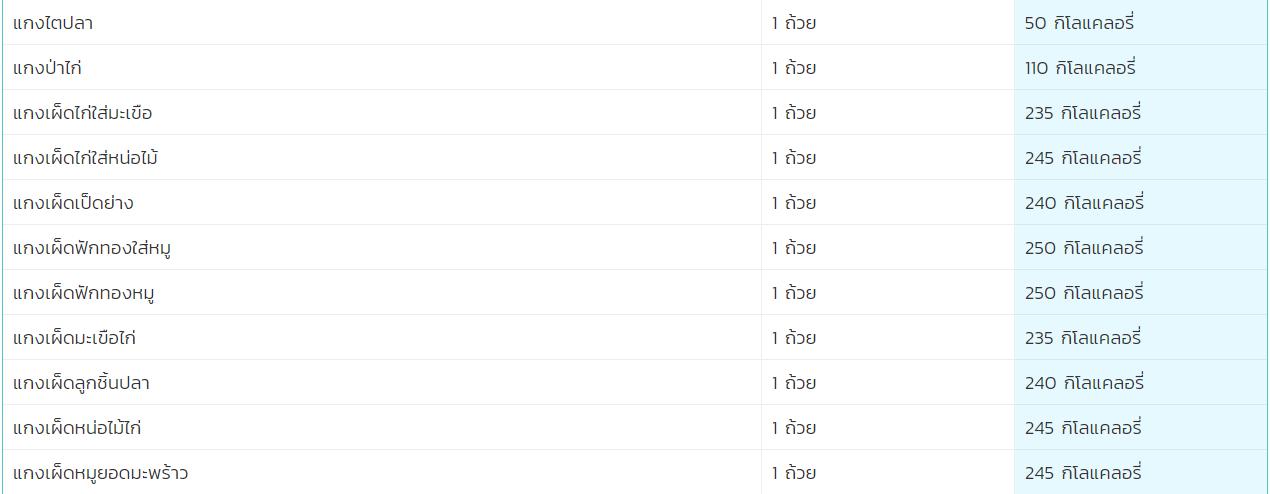 แกงไตปลา 1 ถ้วย 50 กิโลแคลอรี่
แกงป่าไก่ 1 ถ้วย 110 กิโลแคลอรี่
แกงเผ็ดไก่ใส่มะเขือ 1 ถ้วย 235 กิโลแคลอรี่
แกงเผ็ดไก่ใส่หน่อไม้ 1 ถ้วย 245 กิโลแคลอรี่
แกงเผ็ดเป็ดย่าง 1 ถ้วย 240 กิโลแคลอรี่
แกงเผ็ดฟักทองใส่หมู 1 ถ้วย 250 กิโลแคลอรี่
แกงเผ็ดฟักทองหมู 1 ถ้วย 250 กิโลแคลอรี่
แกงเผ็ดมะเขือไก่ 1 ถ้วย 235 กิโลแคลอรี่
แกงเผ็ดลูกชิ้นปลา 1 ถ้วย 240 กิโลแคลอรี่
แกงเผ็ดหน่อไม้ไก่ 1 ถ้วย 245 กิโลแคลอรี่
แกงเผ็ดหมูยอดมะพร้าว 1 ถ้วย 245 กิโลแคลอรี่